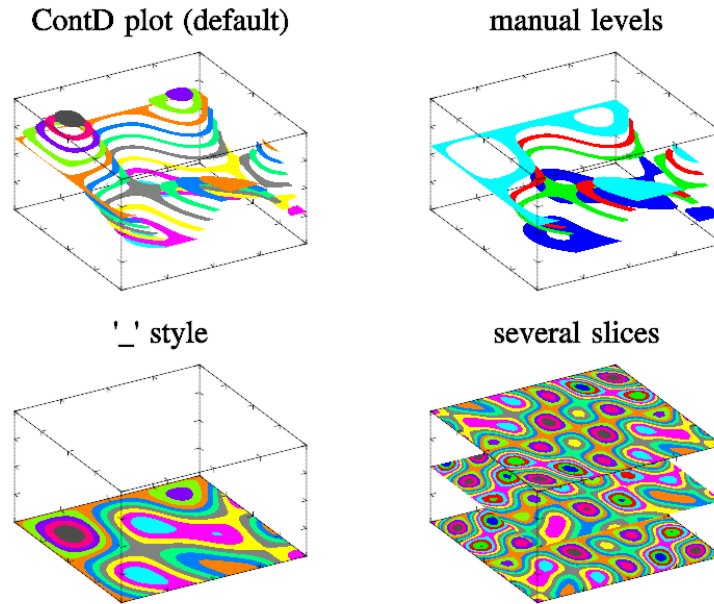 ContD plot (default)
manual levels
'_' style
several slices